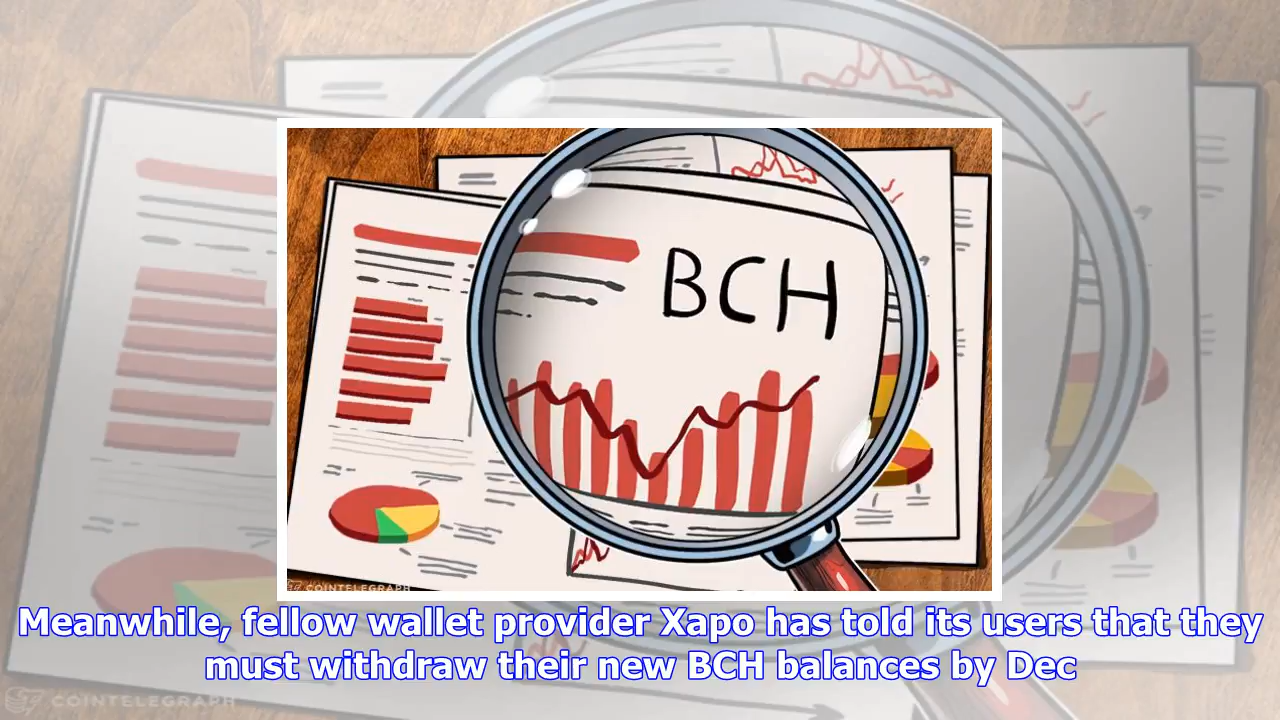 BCH
COINTELEGRAPH
Meanwhile, fellow wallet provider Xapo has told its users that they
must withdraw their new BCH balances by Dec
COINTELEGRAPH